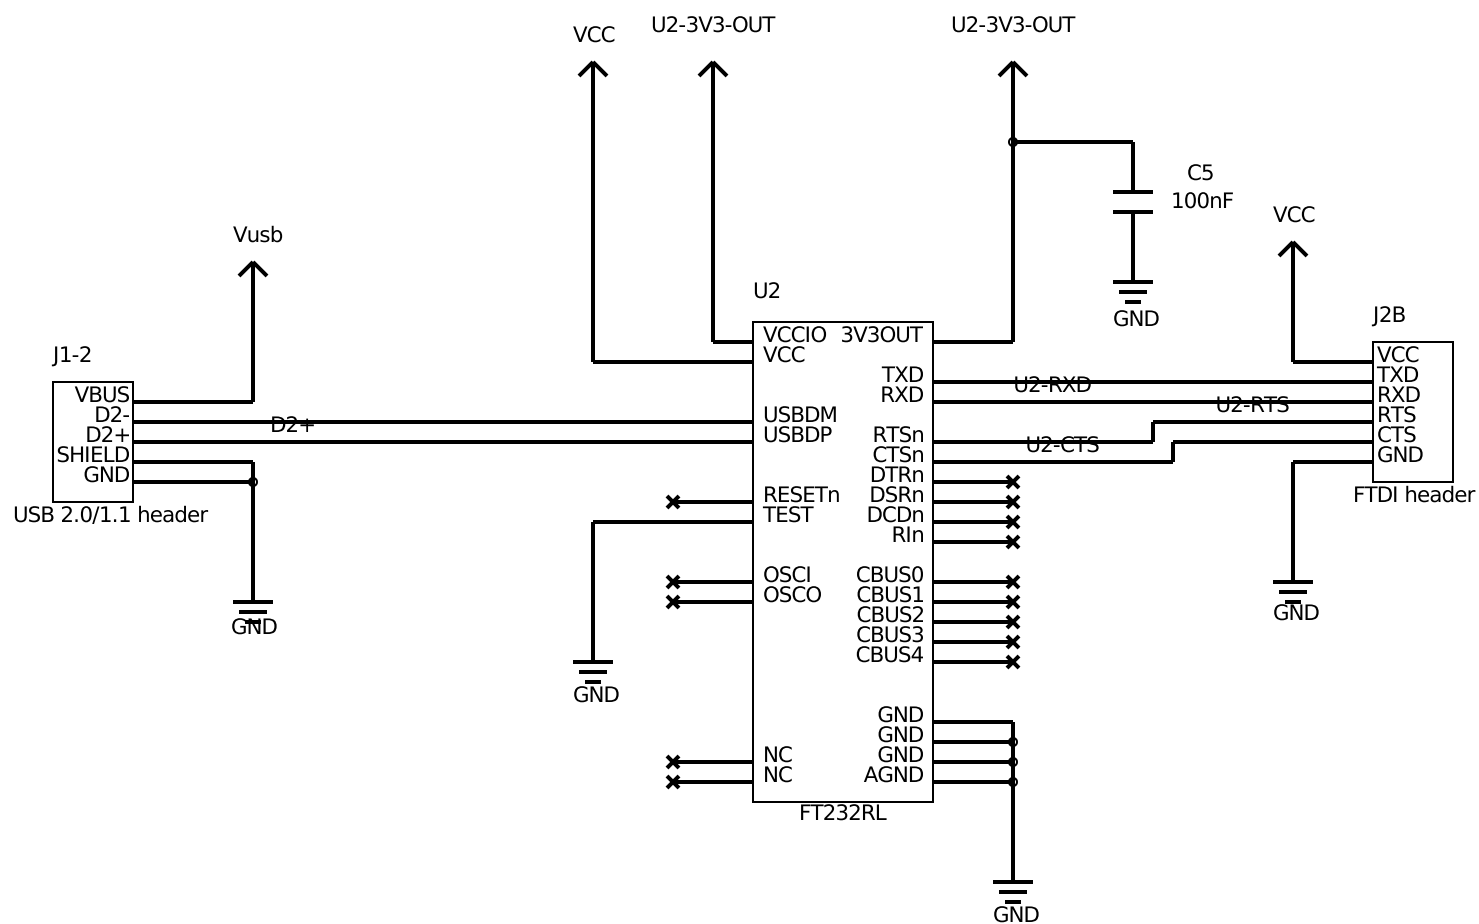 VCC
U2-3V3-OUT
U2-3V3-OUT
C5
100nF
GND
VCC
Vusb
J1-2
VBUS
D2-
D2+
SHIELD
GND
USB 2.0/1.1 header
D2+
GND
U2
VCCIO 3V3OUT
VCC
TXD
RXD
USBDM
USBDP
RTSn
CTSn
DTRn
RESETn DSRn
TEST DCDn
RIn
OSCI CBUS0
OSCO CBUS1
CBUS2
CBUS3
CBUS4
GND
GND
NC GND
NC AGND
FT232RL
GND
GND
U2-RXD
U2-RTS
U2-CTS
J2B
VCC
TXD
RXD
RTS
CTS
GND
FTDI header
GND